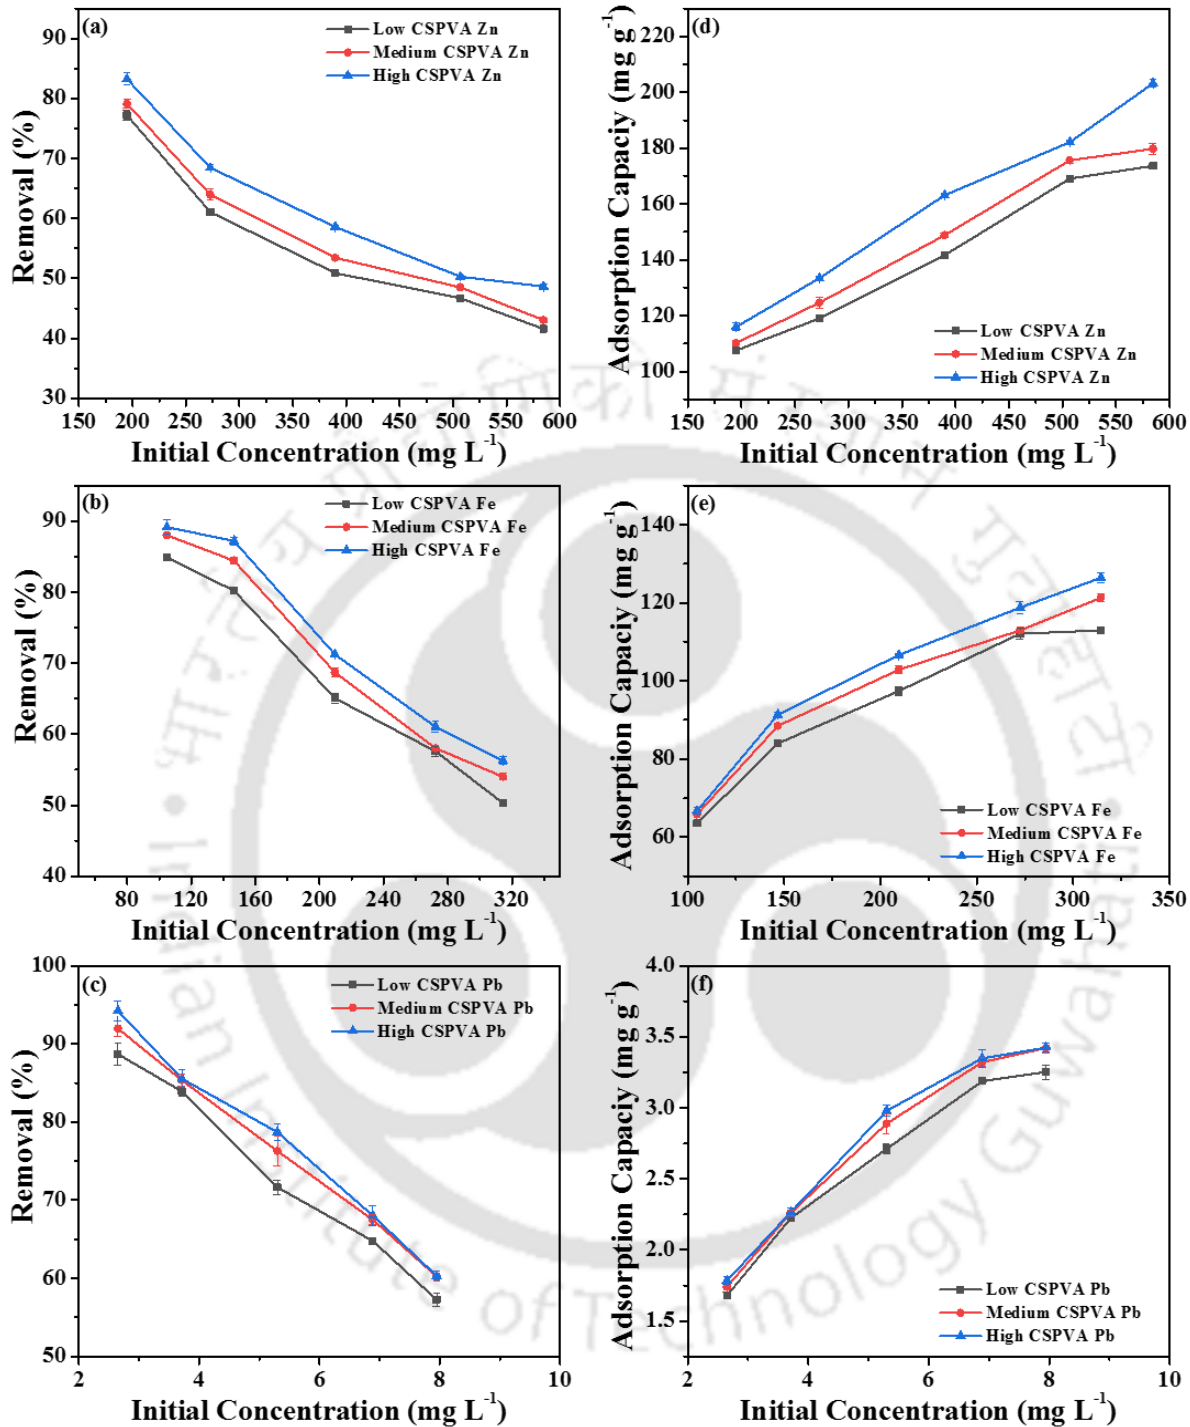 (a)
Low CSPVA Zn
Medium CSPVA Zn
High CSPVA Zn
90
80
70
60
50
40
30
Removal (%)
150 200 250 300 350 400 450 500 550 600
Initial Concentration (mg L-1)
(d)
220
200
180
160
140
120
100
Adsorption Capaciy (mg g-1)
Low CSPVA Zn
Medium CSPVA Zn
High CSPVA Zn
150 200 250 300 350 400 450 500 550 600
Initial Concentration (mg L-1)
(b)
Low CSPVA Fe
Medium CSPVA Fe
High CSPVA Fe
90
80
70
60
50
40
Removal (%)
80 120 160 200 240 280 320
Initial Concentration (mg L-1)
(e)
140
120
100
80
60
Adsorption Capaciy (mg g-1)
Low CSPVA Fe
Medium CSPVA Fe
High CSPVA Fe
100 150 200 250 300 350
Initial Concentration (mg L-1)
(c)
Low CSPVA Pb
Medium CSPVA Pb
High CSPVA Pb
100
90
80
70
60
50
Removal (%)
2 4 6 8 10
Initial Concentration (mg L-1)
(f)
4.0
3.5
3.0
2.5
2.0
1.5
Adsorption Capaciy (mg g-1)
Low CSPVA Pb
Medium CSPVA Pb
High CSPVA Pb
2 4 6 8 10
Initial Concentration (mg L-1)
Indian Institute of Technology Guwahati